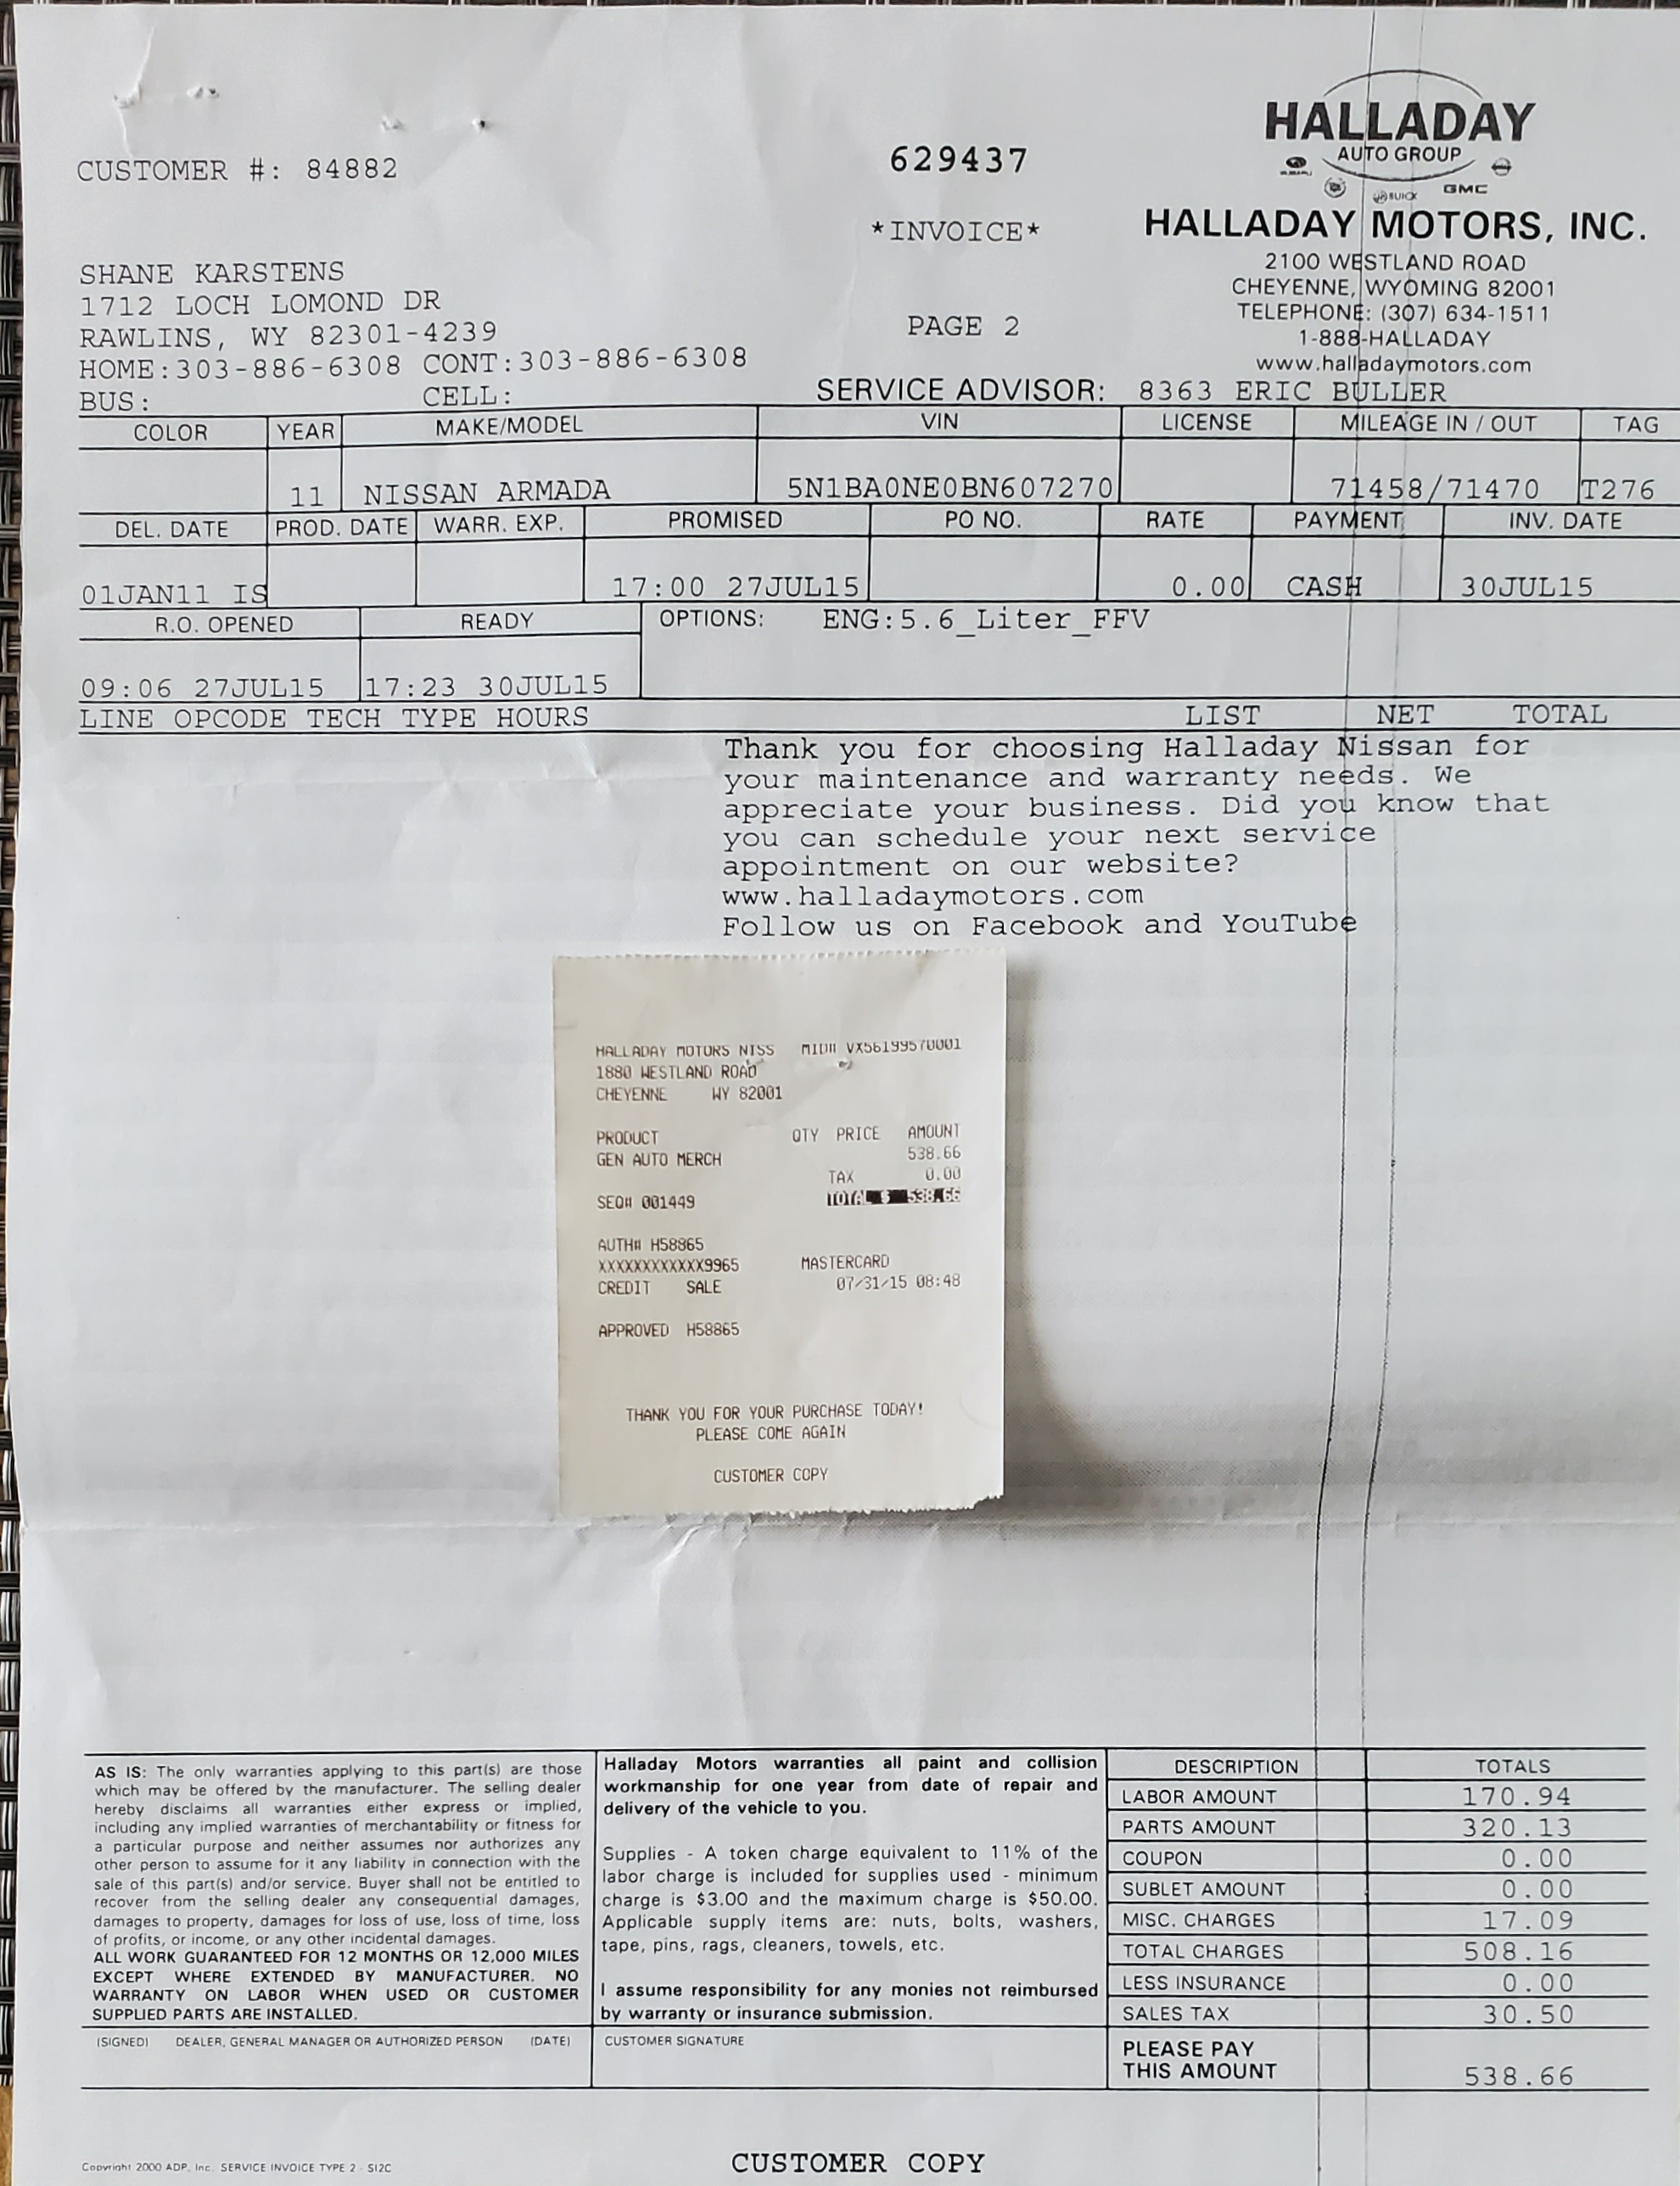 HALLADAY
AUTO GROUP
SUBARU
BUICK GMC
CUSTOMER #: 84882
629437
*INVOICE*
HALLADAY MOTORS, INC.
2100 WESTLAND ROAD
CHEYENNE, WYOMING 82001
TELEPHONE: (307) 634-1511
1-888-HALLADAY
www.halladaymotors.com
SHANE KARSTENS
1712 LOCH LOMOND DR
RAWLINS, WY 82301-4239
HOME:303-886-6308 CONT:303-886-6308
BUS: CELL:
PAGE 2
SERVICE ADVISOR: 8363 ERIC BULLER
COLOR YEAR MAKE/MODEL VIN LICENSE MILEAGE IN / OUT TAG
11 NISSAN ARMADA 5N1BA0NE0BN607270 71458/71470 T276
DEL. DATE PROD. DATE WARR. EXP. PROMISED PO NO. RATE PAYMENT INV. DATE
01JAN11 IS 17:00 27JUL15 0.00 CASH 30JUL15
R.O. OPENED READY OPTIONS: ENG:5.6_Liter_FFV
09:06 27JUL15 17:23 30JUL15
LINE OPCODE TECH TYPE HOURS LIST NET TOTAL
Thank you for choosing Halladay Nissan for
your maintenance and warranty needs. We
appreciate your business. Did you know that
you can schedule your next service
appointment on our website?
www.halladaymotors.com
Follow us on Facebook and YouTube
HALLADAY MOTORS NISS MID# VX56199570001
1880 WESTLAND ROAD
CHEYENNE WY 82001
PRODUCT QTY PRICE AMOUNT
GEN AUTO MERCH 538.66
TAX 0.00
SEQ# 001449 TOTAL $ 538.66
AUTH# H58865
XXXXXXXXXXXX9965 MASTERCARD
CREDIT SALE 07/31/15 08:48
APPROVED H58865
THANK YOU FOR YOUR PURCHASE TODAY!
PLEASE COME AGAIN
CUSTOMER COPY
AS IS: The only warranties applying to this part(s) are those
which may be offered by the manufacturer. The selling dealer
hereby disclaims all warranties either express or implied,
including any implied warranties of merchantability or fitness for
a particular purpose and neither assumes nor authorizes any
other person to assume for it any liability in connection with the
sale of this part(s) and/or service. Buyer shall not be entitled to
recover from the selling dealer any consequential damages,
damages to property, damages for loss of use, loss of time, loss
of profits, or income, or any other incidental damages.
ALL WORK GUARANTEED FOR 12 MONTHS OR 12,000 MILES
EXCEPT WHERE EXTENDED BY MANUFACTURER. NO
WARRANTY ON LABOR WHEN USED OR CUSTOMER
SUPPLIED PARTS ARE INSTALLED.
(SIGNED) DEALER, GENERAL MANAGER OR AUTHORIZED PERSON (DATE)
Halladay Motors warranties all paint and collision
workmanship for one year from date of repair and
delivery of the vehicle to you.
Supplies - A token charge equivalent to 11% of the
labor charge is included for supplies used - minimum
charge is $3.00 and the maximum charge is $50.00.
Applicable supply items are: nuts, bolts, washers,
tape, pins, rags, cleaners, towels, etc.
I assume responsibility for any monies not reimbursed
by warranty or insurance submission.
CUSTOMER SIGNATURE
DESCRIPTION TOTALS
LABOR AMOUNT 170.94
PARTS AMOUNT 320.13
COUPON 0.00
SUBLET AMOUNT 0.00
MISC. CHARGES 17.09
TOTAL CHARGES 508.16
LESS INSURANCE 0.00
SALES TAX 30.50
PLEASE PAY
THIS AMOUNT 538.66
Copyright 2000 ADP, Inc. SERVICE INVOICE TYPE 2 - SI2C
CUSTOMER COPY